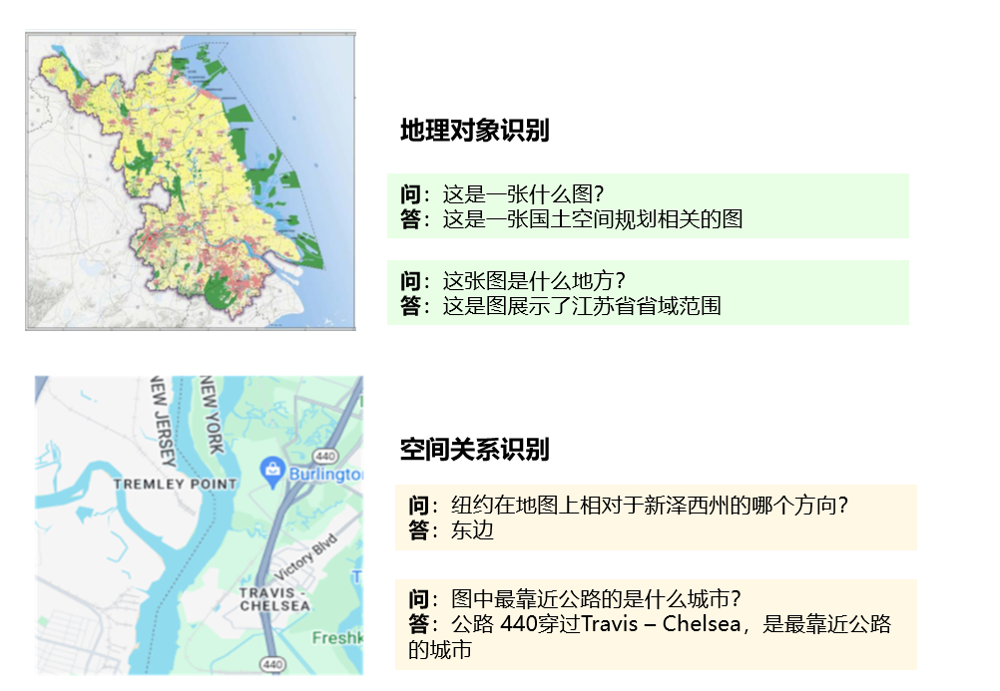 地理对象识别
问：这是一张什么图？
答：这是一张国土空间规划相关的图
问：这张图是什么地方？
答：这是图展示了江苏省省域范围
NEW JERSEY
NEW YORK
440
Burlingto
TREMLEY POINT
Victory Blvd
TRAVIS -
CHELSEA
Freshk
440
空间关系识别
问：纽约在地图上相对于新泽西州的哪个方向？
答：东边
问：图中最靠近公路的是什么城市？
答：公路 440穿过Travis – Chelsea，是最靠近公路
的城市